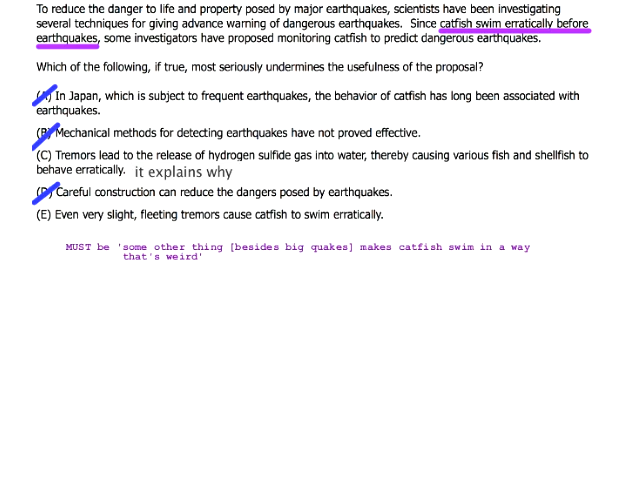 To reduce the danger to life and property posed by major earthquakes, scientists have been investigating
several techniques for giving advance warning of dangerous earthquakes. Since catfish swim erratically before
earthquakes, some investigators have proposed monitoring catfish to predict dangerous earthquakes.
Which of the following, if true, most seriously undermines the usefulness of the proposal?
(A) In Japan, which is subject to frequent earthquakes, the behavior of catfish has long been associated with
earthquakes.
(B) Mechanical methods for detecting earthquakes have not proved effective.
(C) Tremors lead to the release of hydrogen sulfide gas into water, thereby causing various fish and shellfish to
behave erratically. it explains why
(D) Careful construction can reduce the dangers posed by earthquakes.
(E) Even very slight, fleeting tremors cause catfish to swim erratically.
MUST be 'some other thing [besides big quakes] makes catfish swim in a way
that's weird'